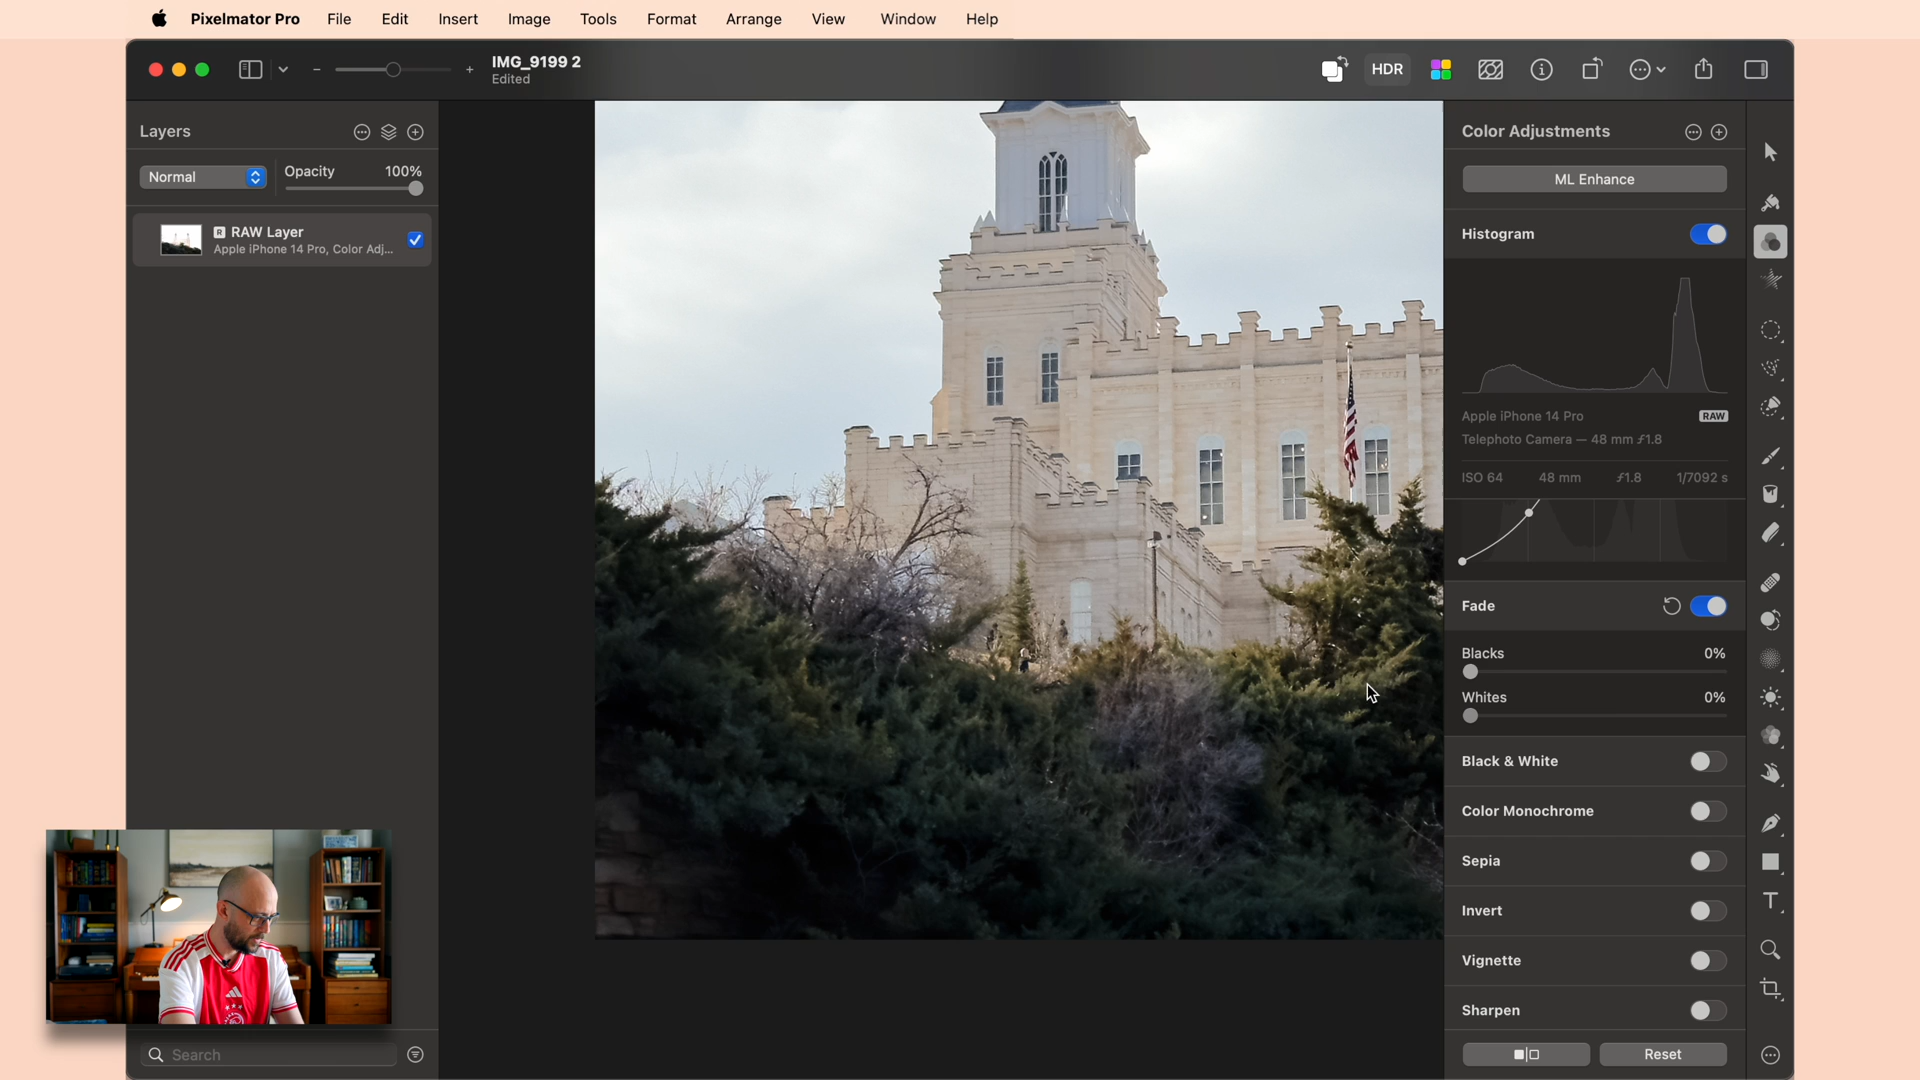 Pixelmator Pro File Edit Insert Image Tools Format Arrange View Window Help
IMG_9199 2
Edited
HDR
Layers
Normal
Opacity 100%
R RAW Layer
Apple iPhone 14 Pro, Color Adj...
Search
Color Adjustments
ML Enhance
Histogram
Apple iPhone 14 Pro RAW
Telephoto Camera — 48 mm ƒ1.8
ISO 64 48 mm ƒ1.8 1/7092 s
Fade
Blacks 0%
Whites 0%
Black & White
Color Monochrome
Sepia
Invert
Vignette
Sharpen
Reset